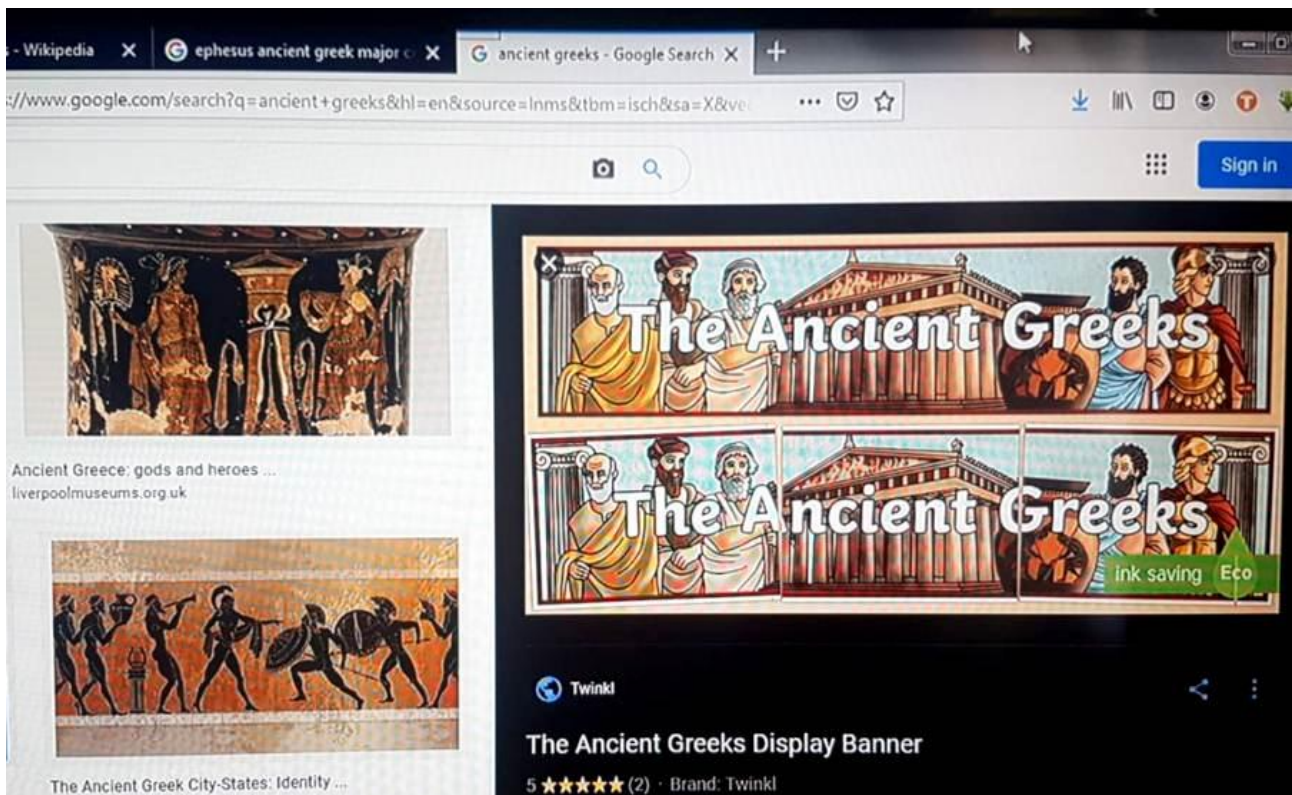 - Wikipedia
ephesus ancient greek major c
ancient greeks - Google Search
://www.google.com/search?q=ancient+greeks&hl=en&source=lnms&tbm=isch&sa=X&ve
Sign in
Ancient Greece: gods and heroes ...
liverpoolmuseums.org.uk
The Ancient Greek City-States: Identity ...
The Ancient Greeks
The Ancient Greeks
ink saving Eco
Twinkl
The Ancient Greeks Display Banner
5 ★★★★★ (2) · Brand: Twinkl